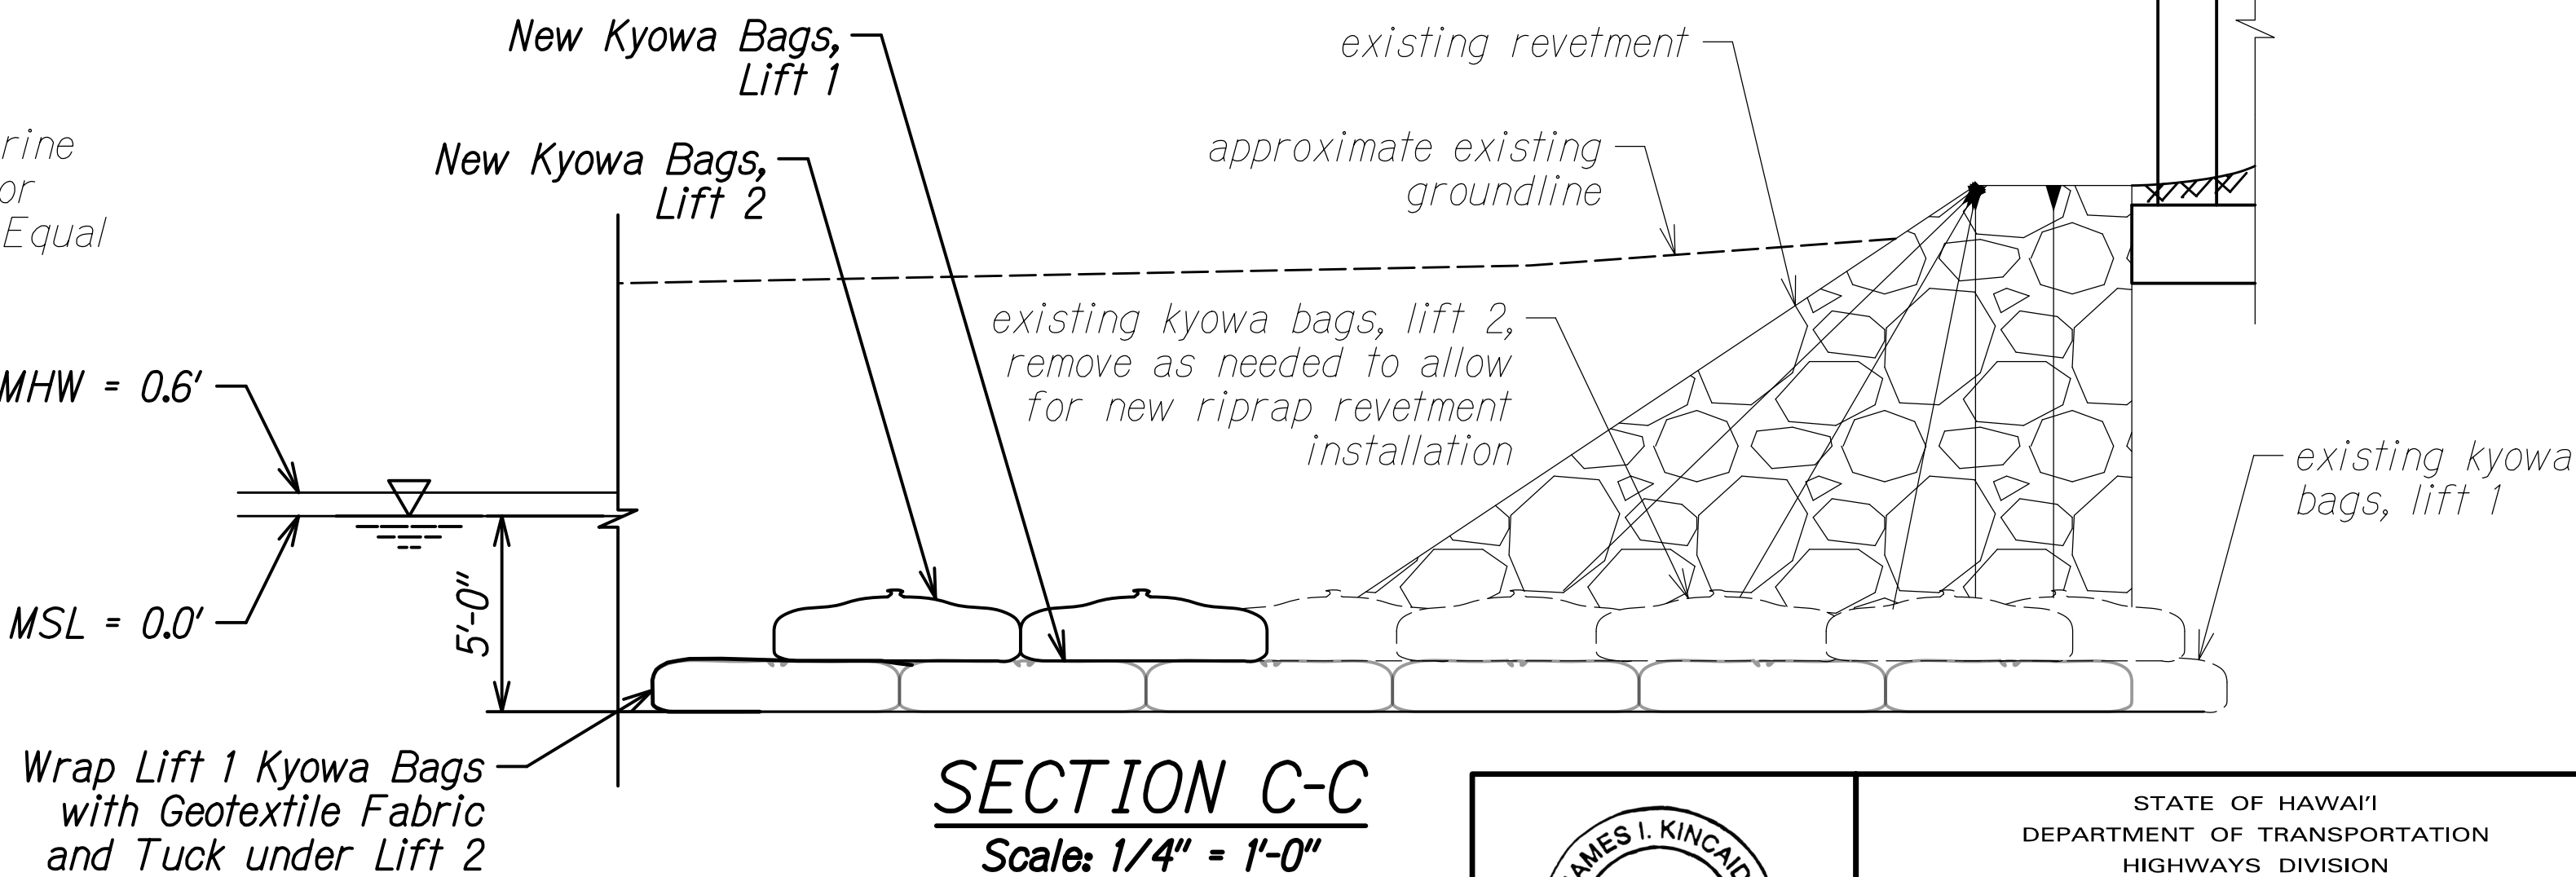 New Kyowa Bags,
Lift 1
New Kyowa Bags,
Lift 2
existing revetment
approximate existing
groundline
or
Equal
existing kyowa bags, lift 2,
remove as needed to allow
for new riprap revetment
installation
MHW = 0.6'
existing kyowa
bags, lift 1
MSL = 0.0'
5'-0"
Wrap Lift 1 Kyowa Bags
with Geotextile Fabric
and Tuck under Lift 2
SECTION C-C
Scale: 1/4" = 1'-0"
JAMES I. KINCAID
STATE OF HAWAI'I
DEPARTMENT OF TRANSPORTATION
HIGHWAYS DIVISION